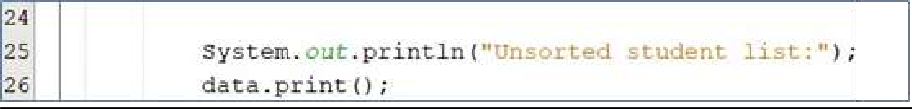 24
25 System.out.println("Unsorted student list:");
26 data.print();